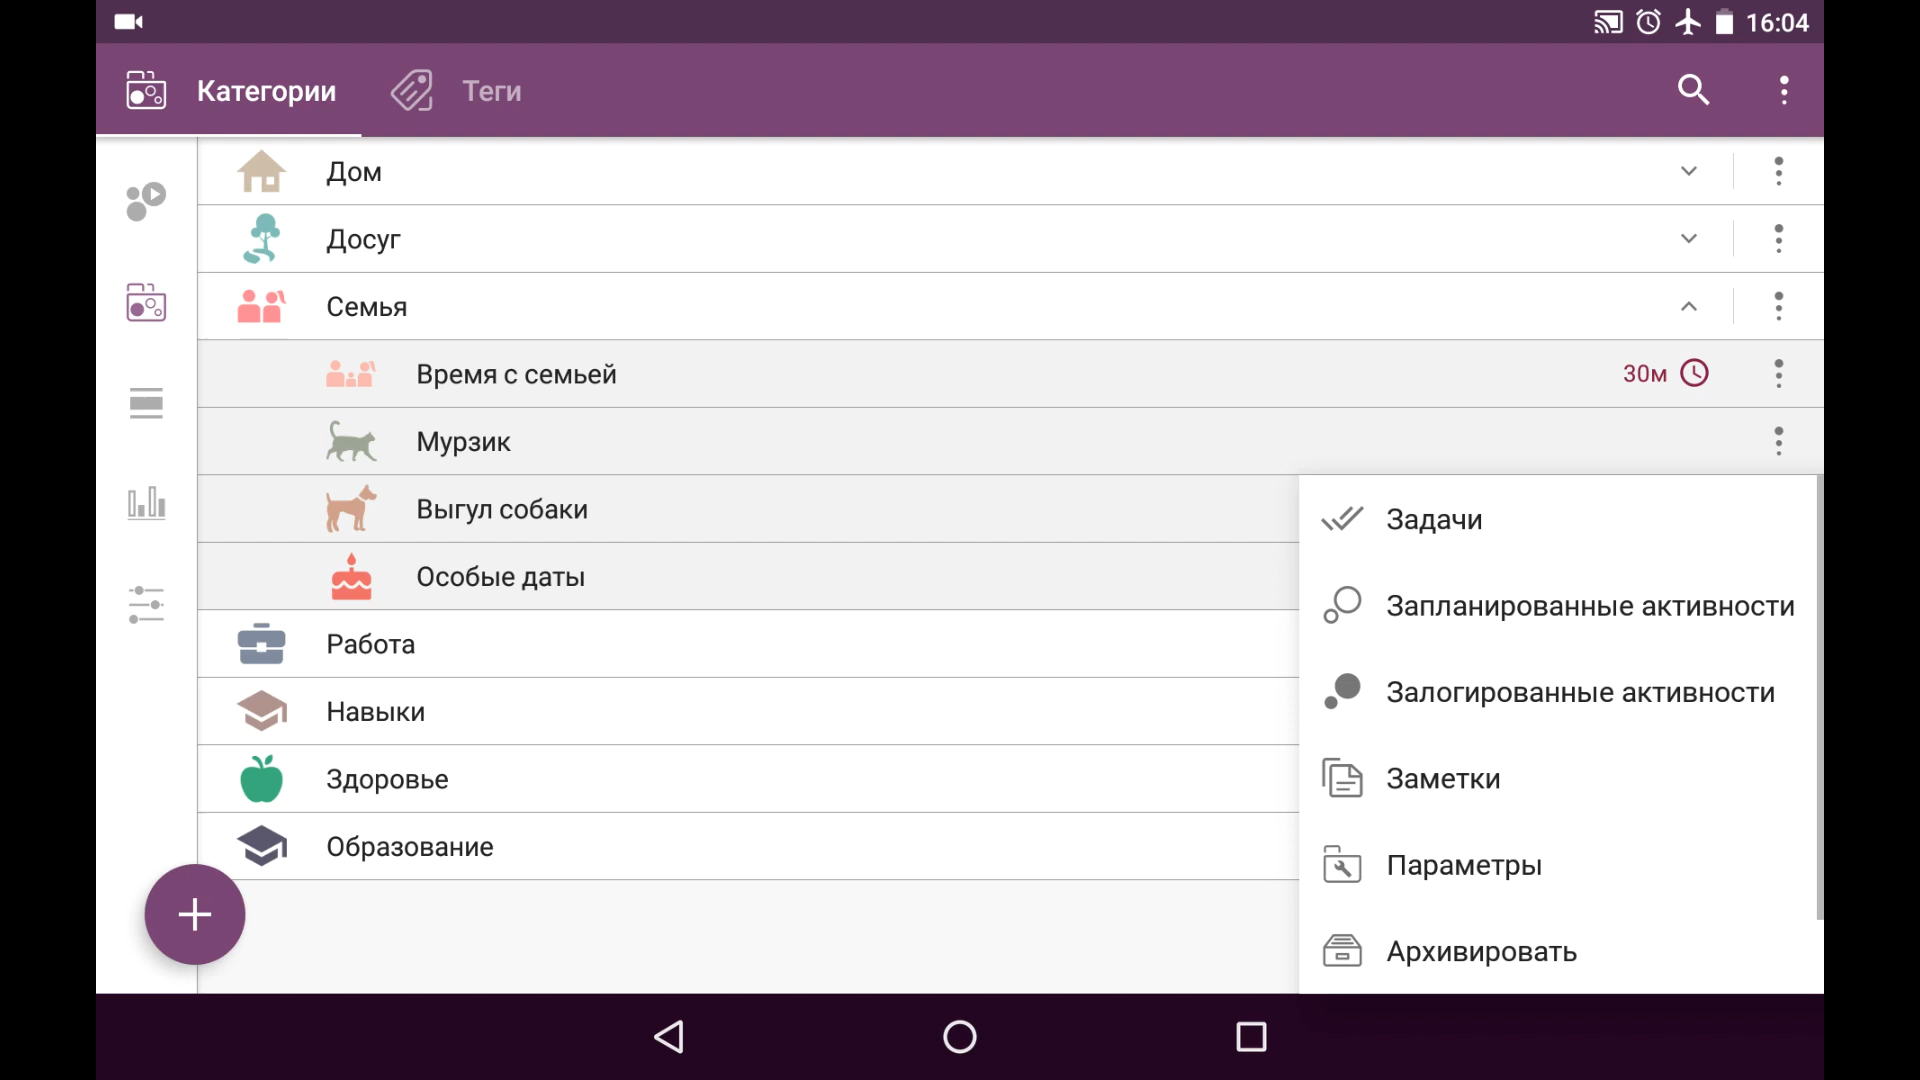 16:04
Категории
Теги
Дом
Досуг
Семья
Время с семьей
30м
Мурзик
Выгул собаки
Особые даты
Работа
Навыки
Здоровье
Образование
Задачи
Запланированные активности
Залогированные активности
Заметки
Параметры
Архивировать